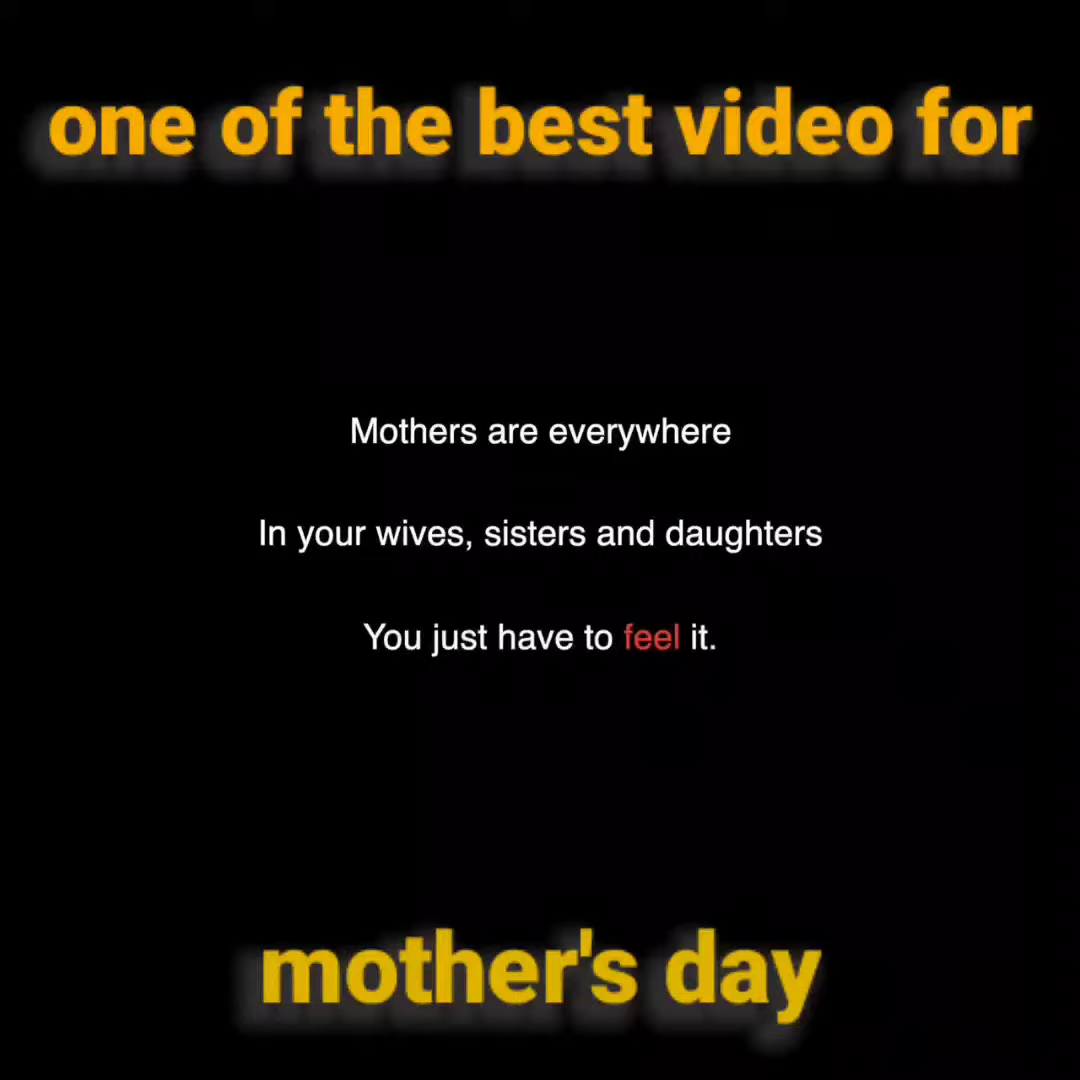 one of the best video for
Mothers are everywhere
In your wives, sisters and daughters
You just have to feel it.
mother's day